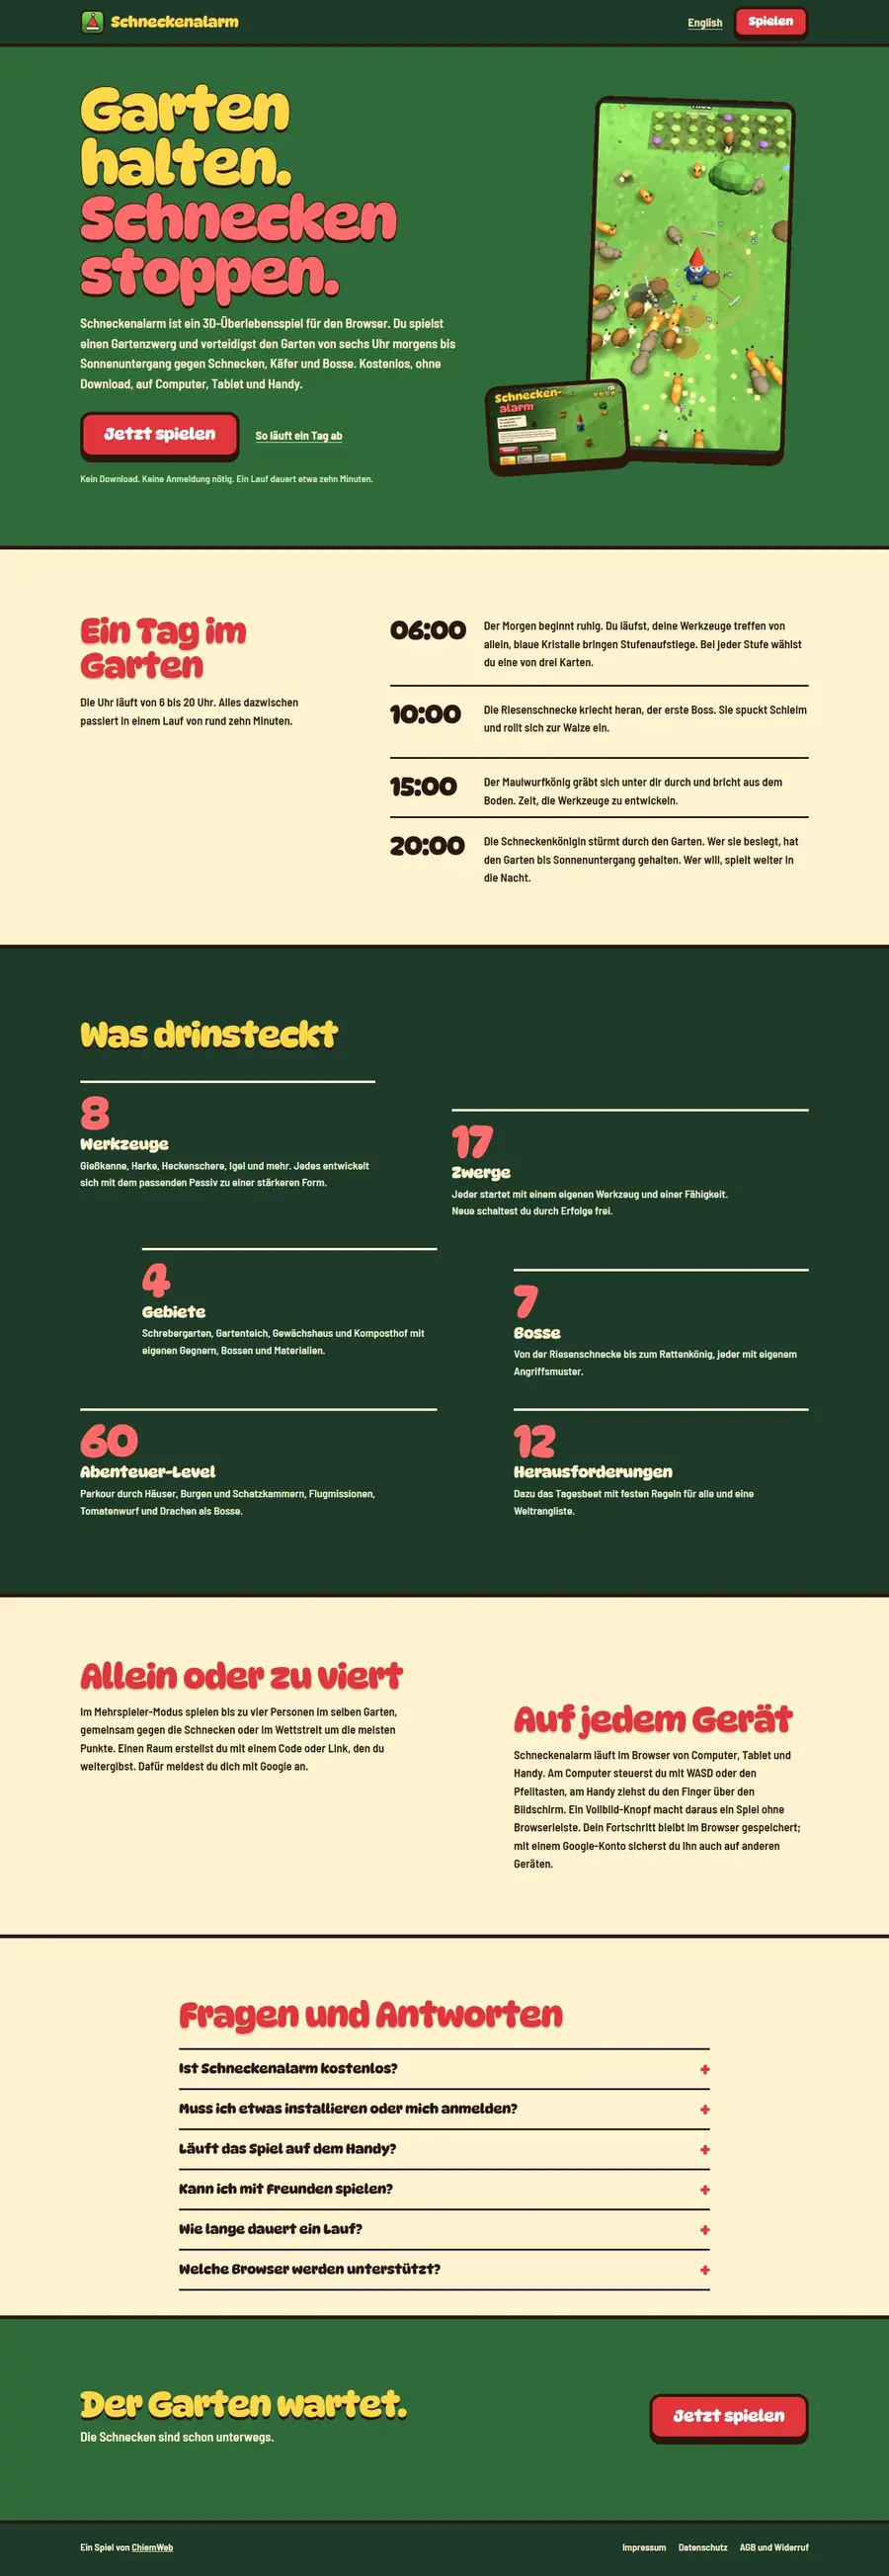 Schneckenalarm
English
Spielen
Garten
halten.
Schnecken
stoppen.
Schneckenalarm ist ein 3D-Überlebensspiel für den Browser. Du spielst
einen Gartenzwerg und verteidigst den Garten von sechs Uhr morgens bis
Sonnenuntergang gegen Schnecken, Käfer und Bosse. Kostenlos, ohne
Download, auf Computer, Tablet und Handy.
Jetzt spielen
So läuft ein Tag ab
Kein Download. Keine Anmeldung nötig. Ein Lauf dauert etwa zehn Minuten.
Schnecken-
alarm
Ein Tag im
Garten
Die Uhr läuft von 6 bis 20 Uhr. Alles dazwischen
passiert in einem Lauf von rund zehn Minuten.
06:00
Der Morgen beginnt ruhig. Du läufst, deine Werkzeuge treffen von
allein, blaue Kristalle bringen Stufenaufstiege. Bei jeder Stufe wählst
du eine von drei Karten.
10:00
Die Riesenschnecke kriecht heran, der erste Boss. Sie spuckt Schleim
und rollt sich zur Walze ein.
15:00
Der Maulwurfkönig gräbt sich unter dir durch und bricht aus dem
Boden. Zeit, die Werkzeuge zu entwickeln.
20:00
Die Schneckenkönigin stürmt durch den Garten. Wer sie besiegt, hat
den Garten bis Sonnenuntergang gehalten. Wer will, spielt weiter in
die Nacht.
Was drinsteckt
8
Werkzeuge
Gießkanne, Harke, Heckenschere, Igel und mehr. Jedes entwickelt
sich mit dem passenden Passiv zu einer stärkeren Form.
17
Zwerge
Jeder startet mit einem eigenen Werkzeug und einer Fähigkeit.
Neue schaltest du durch Erfolge frei.
4
Gebiete
Schrebergarten, Gartenteich, Gewächshaus und Komposthof mit
eigenen Gegnern, Bossen und Materialien.
7
Bosse
Von der Riesenschnecke bis zum Rattenkönig, jeder mit eigenem
Angriffsmuster.
60
Abenteuer-Level
Parkour durch Häuser, Burgen und Schatzkammern, Flugmissionen,
Tomatenwurf und Drachen als Bosse.
12
Herausforderungen
Dazu das Tagesbeet mit festen Regeln für alle und eine
Weltrangliste.
Allein oder zu viert
Im Mehrspieler-Modus spielen bis zu vier Personen im selben Garten,
gemeinsam gegen die Schnecken oder im Wettstreit um die meisten
Punkte. Einen Raum erstellst du mit einem Code oder Link, den du
weitergibst. Dafür meldest du dich mit Google an.
Auf jedem Gerät
Schneckenalarm läuft im Browser von Computer, Tablet und
Handy. Am Computer steuerst du mit WASD oder den
Pfeiltasten, am Handy ziehst du den Finger über den
Bildschirm. Ein Vollbild-Knopf macht daraus ein Spiel ohne
Browserleiste. Dein Fortschritt bleibt im Browser gespeichert;
mit einem Google-Konto sicherst du ihn auch auf anderen
Geräten.
Fragen und Antworten
Ist Schneckenalarm kostenlos? +
Muss ich etwas installieren oder mich anmelden? +
Läuft das Spiel auf dem Handy? +
Kann ich mit Freunden spielen? +
Wie lange dauert ein Lauf? +
Welche Browser werden unterstützt? +
Der Garten wartet.
Die Schnecken sind schon unterwegs.
Jetzt spielen
Ein Spiel von ChiemWeb
Impressum Datenschutz AGB und Widerruf